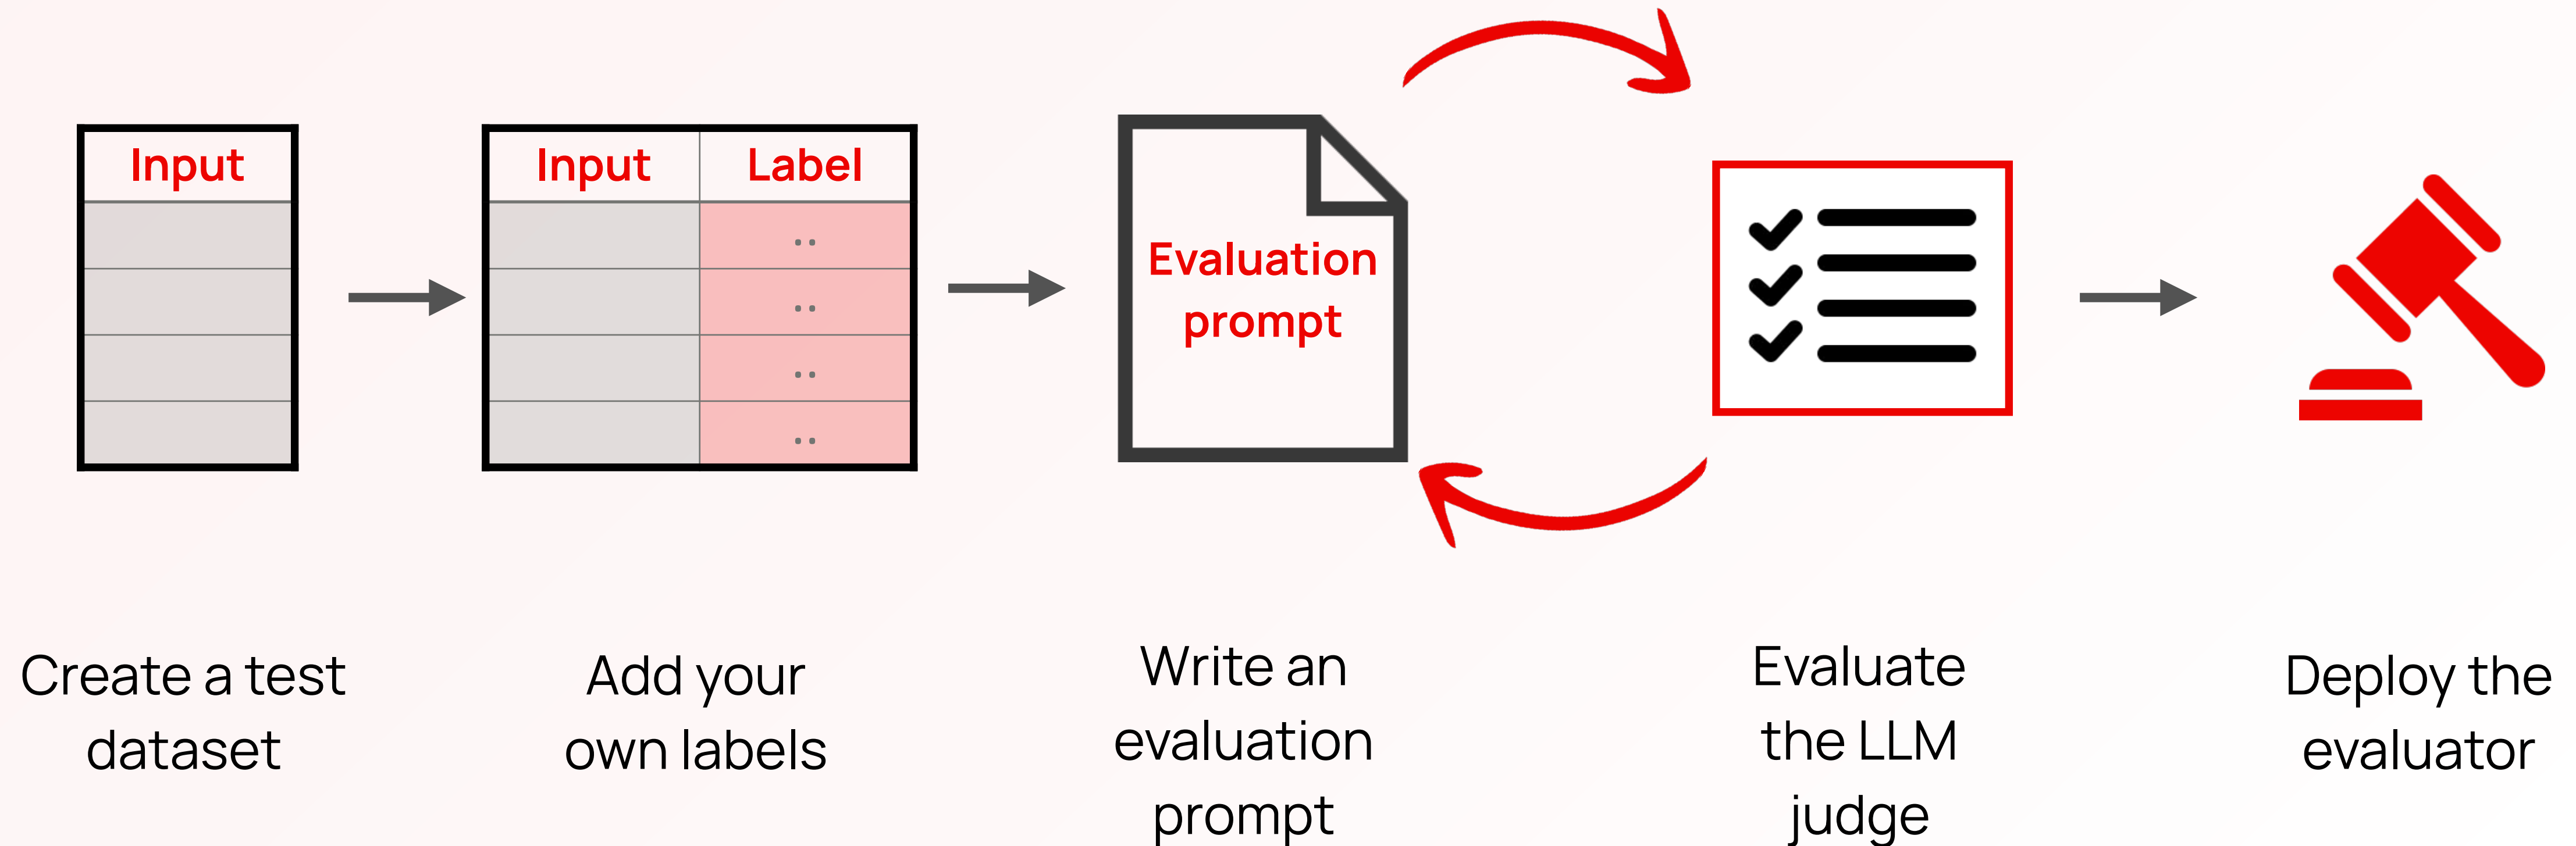 Input
Input Label
..
..
..
..
Evaluation
prompt
Create a test
dataset
Add your
own labels
Write an
evaluation
prompt
Evaluate
the LLM
judge
Deploy the
evaluator